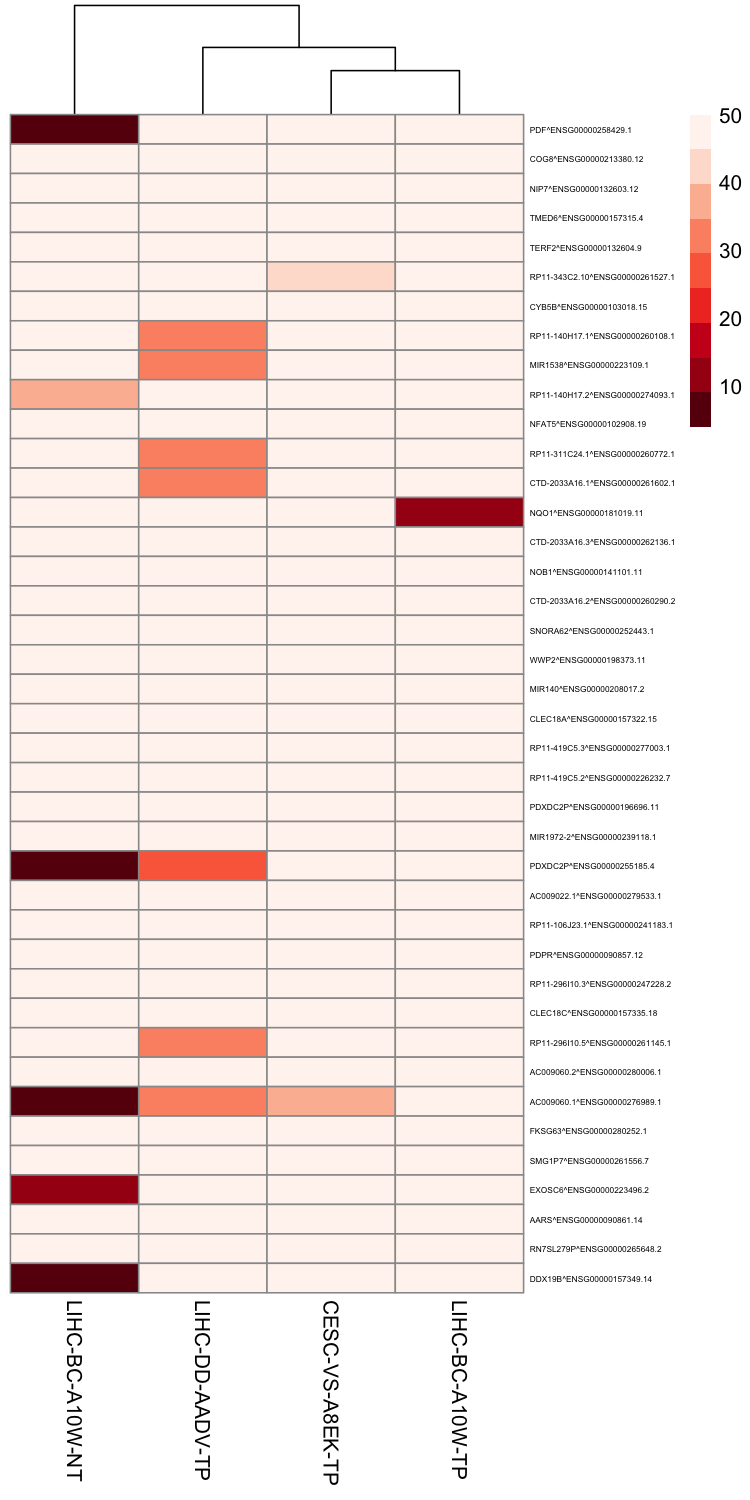 PDF^ENSG00000258429.1
COG8^ENSG00000213380.12
NIP7^ENSG00000132603.12
TMED6^ENSG00000157315.4
TERF2^ENSG00000132604.9
RP11-343C2.10^ENSG00000261527.1
CYB5B^ENSG00000103018.15
RP11-140H17.1^ENSG00000260108.1
MIR1538^ENSG00000223109.1
RP11-140H17.2^ENSG00000274093.1
NFAT5^ENSG00000102908.19
RP11-311C24.1^ENSG00000260772.1
CTD-2033A16.1^ENSG00000261602.1
NQO1^ENSG00000181019.11
CTD-2033A16.3^ENSG00000262136.1
NOB1^ENSG00000141101.11
CTD-2033A16.2^ENSG00000260290.2
SNORA62^ENSG00000252443.1
WWP2^ENSG00000198373.11
MIR140^ENSG00000208017.2
CLEC18A^ENSG00000157322.15
RP11-419C5.3^ENSG00000277003.1
RP11-419C5.2^ENSG00000226232.7
PDXDC2P^ENSG00000196696.11
MIR1972-2^ENSG00000239118.1
PDXDC2P^ENSG00000255185.4
AC009022.1^ENSG00000279533.1
RP11-106J23.1^ENSG00000241183.1
PDPR^ENSG00000090857.12
RP11-296I10.3^ENSG00000247228.2
CLEC18C^ENSG00000157335.18
RP11-296I10.5^ENSG00000261145.1
AC009060.2^ENSG00000280006.1
AC009060.1^ENSG00000276989.1
FKSG63^ENSG00000280252.1
SMG1P7^ENSG00000261556.7
EXOSC6^ENSG00000223496.2
AARS^ENSG00000090861.14
RN7SL279P^ENSG00000265648.2
DDX19B^ENSG00000157349.14
50
40
30
20
10
LIHC-BC-A10W-NT
LIHC-DD-AADV-TP
CESC-VS-A8EK-TP
LIHC-BC-A10W-TP